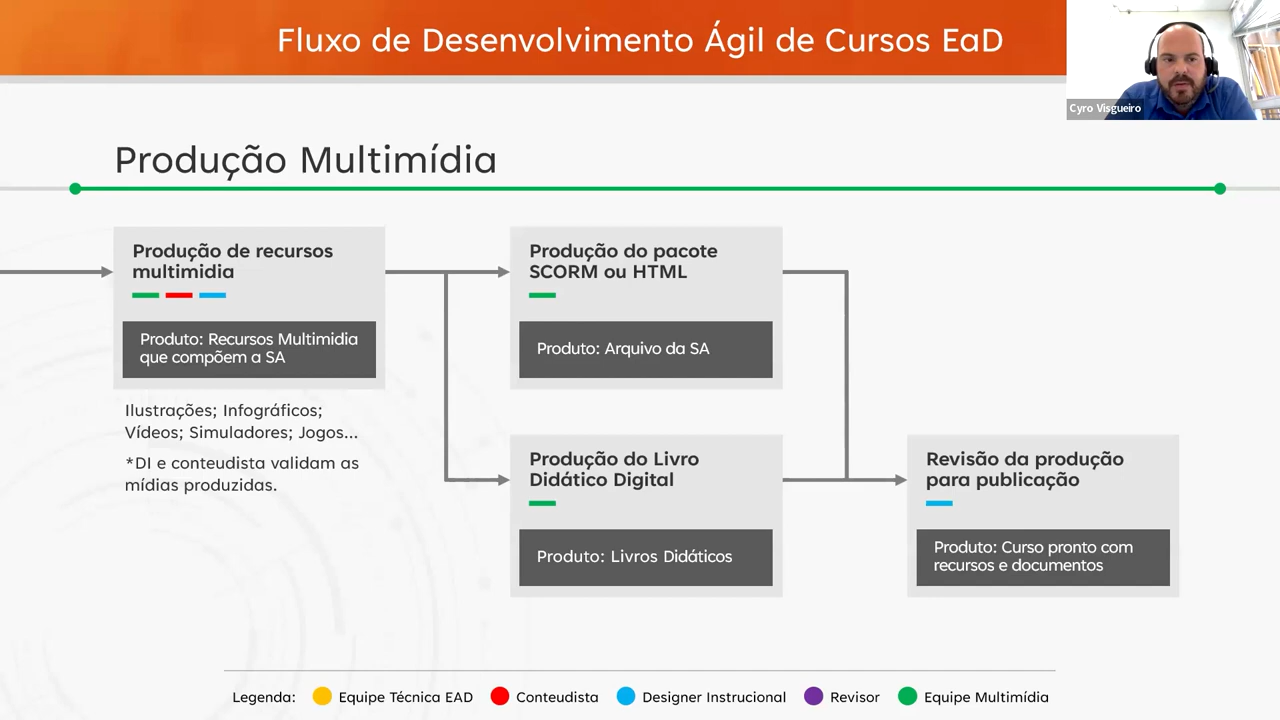 Fluxo de Desenvolvimento Ágil de Cursos EaD
Cyro Visgueiro
Produção Multimídia
Produção de recursos
multimidia
Produto: Recursos Multimidia
que compõem a SA
Ilustrações; Infográficos;
Vídeos; Simuladores; Jogos...
*DI e conteudista validam as
mídias produzidas.
Produção do pacote
SCORM ou HTML
Produto: Arquivo da SA
Produção do Livro
Didático Digital
Produto: Livros Didáticos
Revisão da produção
para publicação
Produto: Curso pronto com
recursos e documentos
Legenda: Equipe Técnica EAD Conteudista Designer Instrucional Revisor Equipe Multimídia